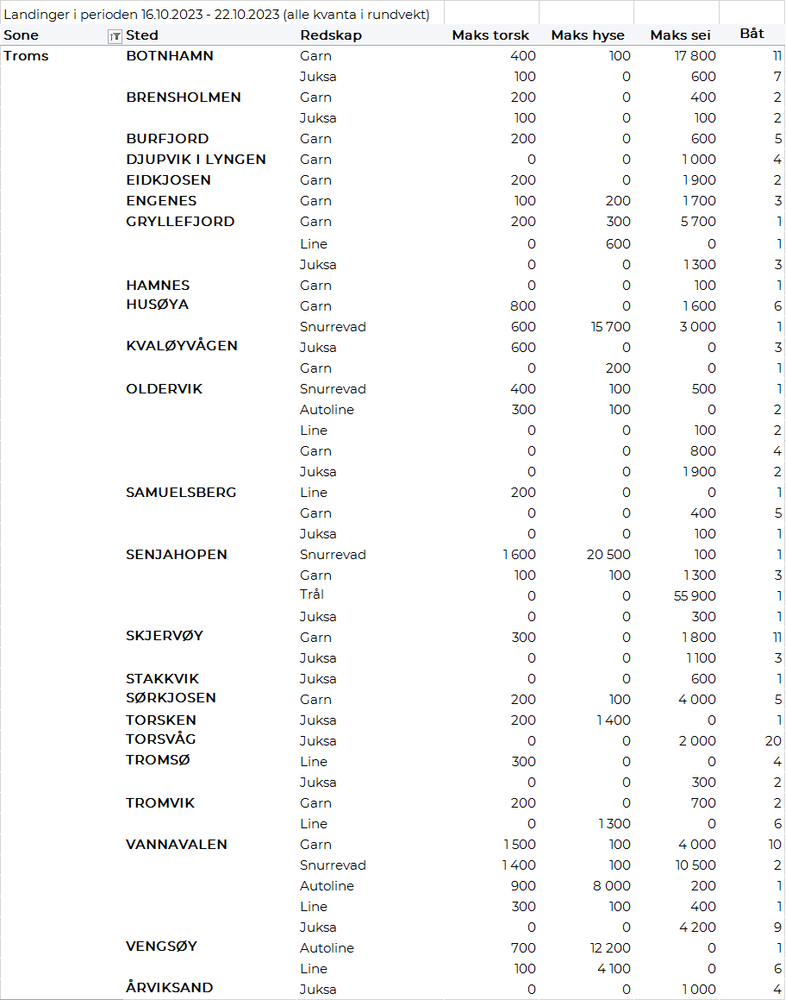 Landinger i perioden 16.10.2023 - 22.10.2023 (alle kvanta i rundvekt)
Sone Sted Redskap Maks torsk Maks hyse Maks sei Båt
Troms BOTNHAMN Garn 400 100 17 800 11
Juksa 100 0 600 7
BRENSHOLMEN Garn 200 0 400 2
Juksa 100 0 100 2
BURFJORD Garn 200 0 600 5
DJUPVIK I LYNGEN Garn 0 0 1 000 4
EIDKJOSEN Garn 200 0 1 900 2
ENGENES Garn 100 200 1 700 3
GRYLLEFJORD Garn 200 300 5 700 1
Line 0 600 0 1
Juksa 0 0 1 300 3
HAMNES Garn 0 0 100 1
HUSØYA Garn 800 0 1 600 6
Snurrevad 600 15 700 3 000 1
KVALØYVÅGEN Juksa 600 0 0 3
Garn 0 200 0 1
OLDERVIK Snurrevad 400 100 500 1
Autoline 300 100 0 2
Line 0 0 100 2
Garn 0 0 800 4
Juksa 0 0 1 900 2
SAMUELSBERG Line 200 0 0 1
Garn 0 0 400 5
Juksa 0 0 100 1
SENJAHOPEN Snurrevad 1 600 20 500 100 1
Garn 100 100 1 300 3
Trål 0 0 55 900 1
Juksa 0 0 300 1
SKJERVØY Garn 300 0 1 800 11
Juksa 0 0 1 100 3
STAKKVIK Juksa 0 0 600 1
SØRKJOSEN Garn 200 100 4 000 5
TORSKEN Juksa 200 1 400 0 1
TORSVÅG Juksa 0 0 2 000 20
TROMSØ Line 300 0 0 4
Juksa 0 0 300 2
TROMVIK Garn 200 0 700 2
Line 0 1 300 0 6
VANNAVALEN Garn 1 500 100 4 000 10
Snurrevad 1 400 100 10 500 2
Autoline 900 8 000 200 1
Line 300 100 400 1
Juksa 0 0 4 200 9
VENGSØY Autoline 700 12 200 0 1
Line 100 4 100 0 6
ÅRVIKSAND Juksa 0 0 1 000 4